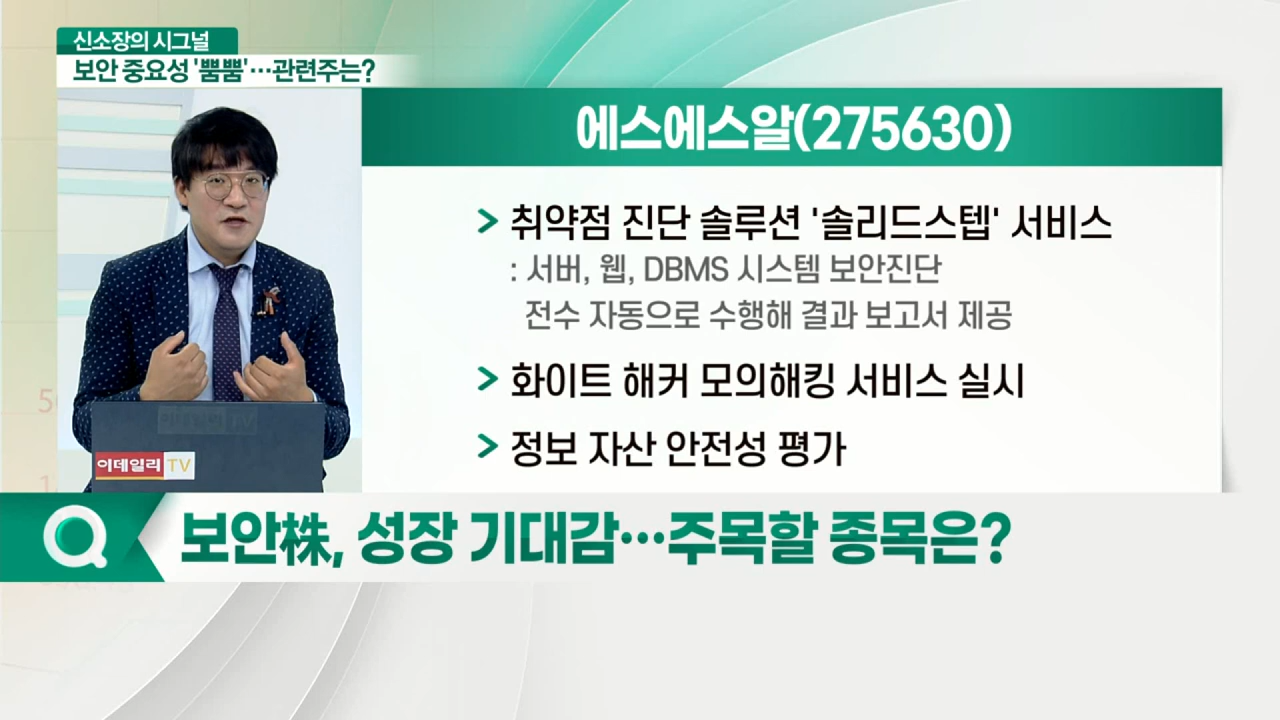 신소장의 시그널
보안 중요성 '뿜뿜'…관련주는?
에스에스알(275630)
> 취약점 진단 솔루션 '솔리드스텝' 서비스
: 서버, 웹, DBMS 시스템 보안진단
전수 자동으로 수행해 결과 보고서 제공
> 화이트 해커 모의해킹 서비스 실시
> 정보 자산 안전성 평가
이데일리 TV
이데일리TV
보안株, 성장 기대감…주목할 종목은?